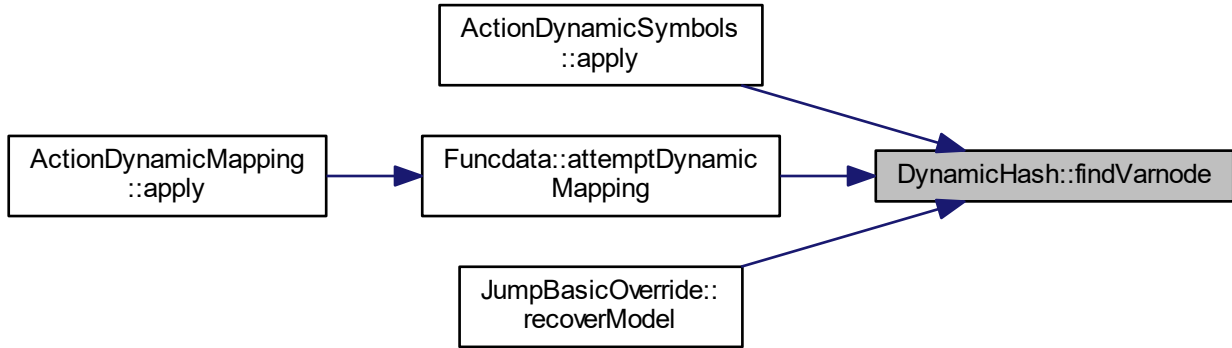 ActionDynamicSymbols
::apply
ActionDynamicMapping
::apply
Funcdata::attemptDynamic
Mapping
DynamicHash::findVarnode
JumpBasicOverride::
recoverModel